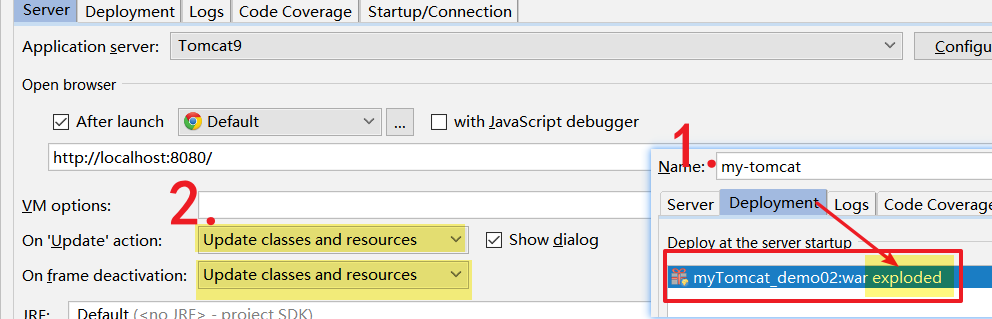 Server Deployment Logs Code Coverage Startup/Connection
Application server: Tomcat9 Configu
Open browser
After launch Default ... with JavaScript debugger
http://localhost:8080/
VM options:
2.
On 'Update' action: Update classes and resources Show dialog
On frame deactivation: Update classes and resources
JRE: Default (<no JRE> - project SDK)
1.
Name: my-tomcat
Server Deployment Logs Code Coverage
Deploy at the server startup
myTomcat_demo02:war exploded